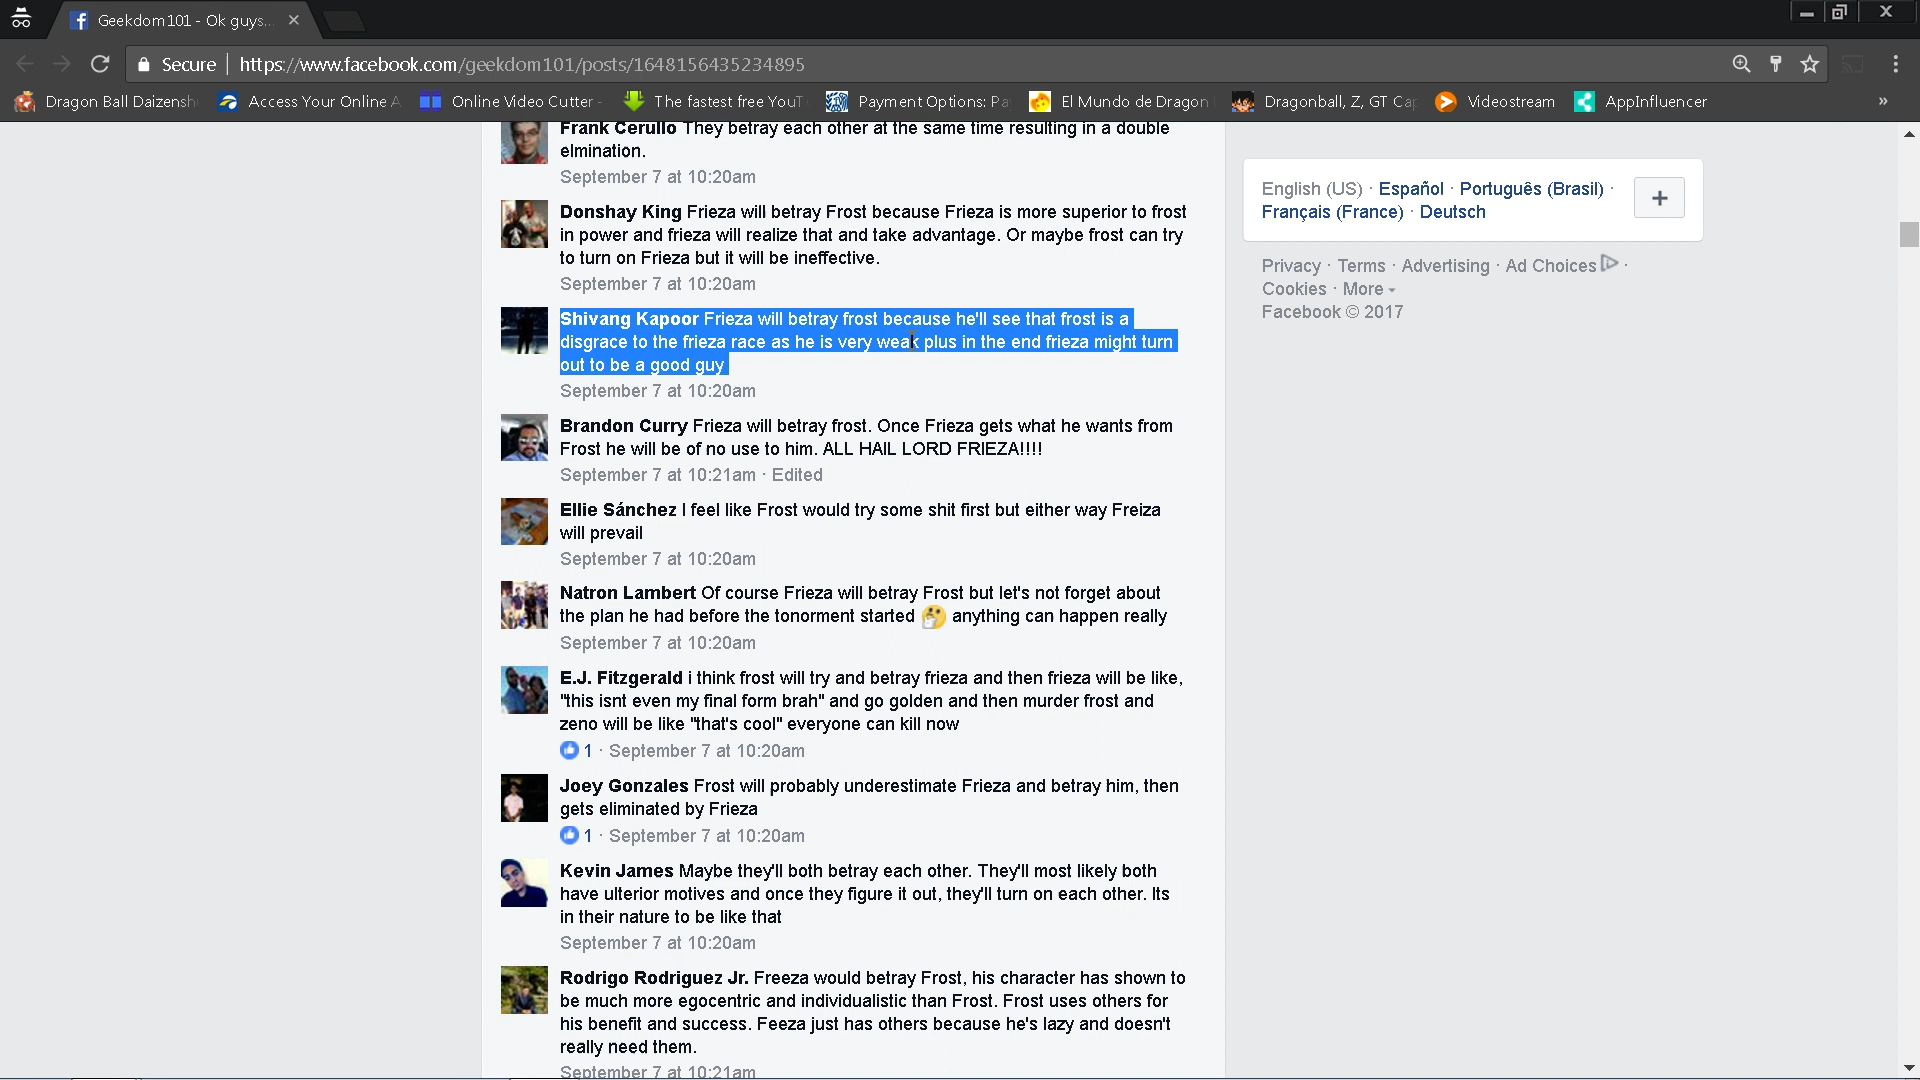 Geekdom101 - Ok guys...
Secure https://www.facebook.com/geekdom101/posts/1648156435234895
Dragon Ball Daizensh Access Your Online A Online Video Cutter - The fastest free YouT Payment Options: Pa El Mundo de Dragon Dragonball, Z, GT Cap Videostream AppInfluencer »
Frank Cerullo They betray each other at the same time resulting in a double
elmination.
September 7 at 10:20am
Donshay King Frieza will betray Frost because Frieza is more superior to frost
in power and frieza will realize that and take advantage. Or maybe frost can try
to turn on Frieza but it will be ineffective.
September 7 at 10:20am
Shivang Kapoor Frieza will betray frost because he'll see that frost is a
disgrace to the frieza race as he is very weak plus in the end frieza might turn
out to be a good guy
September 7 at 10:20am
Brandon Curry Frieza will betray frost. Once Frieza gets what he wants from
Frost he will be of no use to him. ALL HAIL LORD FRIEZA!!!!
September 7 at 10:21am · Edited
Ellie Sánchez I feel like Frost would try some shit first but either way Freiza
will prevail
September 7 at 10:20am
Natron Lambert Of course Frieza will betray Frost but let's not forget about
the plan he had before the tonorment started 🤔 anything can happen really
September 7 at 10:20am
E.J. Fitzgerald i think frost will try and betray frieza and then frieza will be like,
"this isnt even my final form brah" and go golden and then murder frost and
zeno will be like "that's cool" everyone can kill now
1 · September 7 at 10:20am
Joey Gonzales Frost will probably underestimate Frieza and betray him, then
gets eliminated by Frieza
1 · September 7 at 10:20am
Kevin James Maybe they'll both betray each other. They'll most likely both
have ulterior motives and once they figure it out, they'll turn on each other. Its
in their nature to be like that
September 7 at 10:20am
Rodrigo Rodriguez Jr. Freeza would betray Frost, his character has shown to
be much more egocentric and individualistic than Frost. Frost uses others for
his benefit and success. Feeza just has others because he's lazy and doesn't
really need them.
September 7 at 10:21am
English (US) · Español · Português (Brasil) ·
Français (France) · Deutsch
+
Privacy · Terms · Advertising · Ad Choices ·
Cookies · More
Facebook © 2017